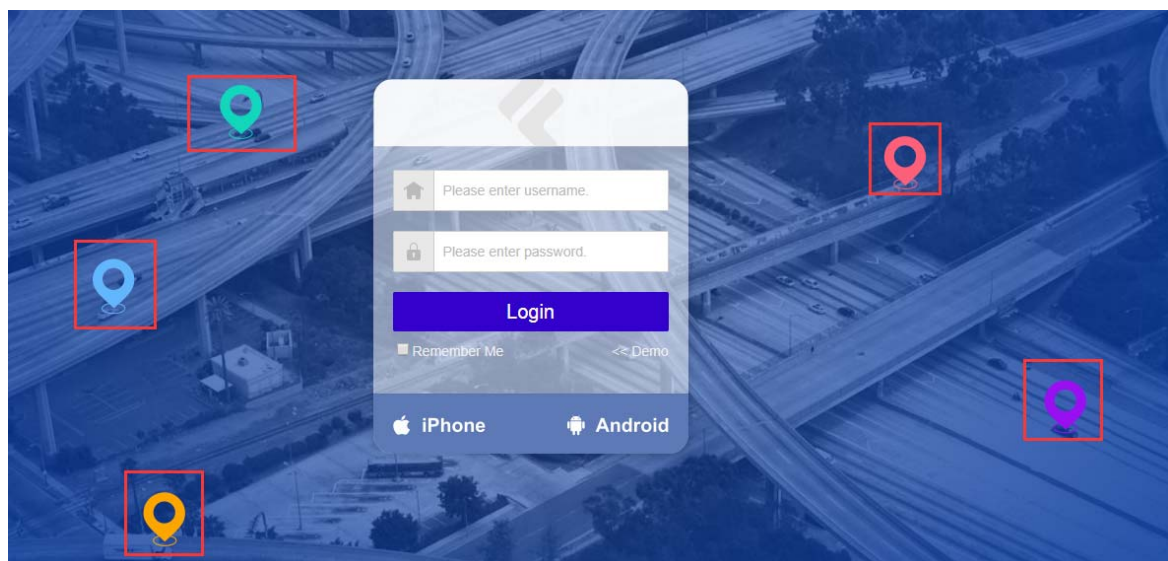 Please enter username.
Please enter password.
Login
Remember Me
<< Demo
iPhone
Android